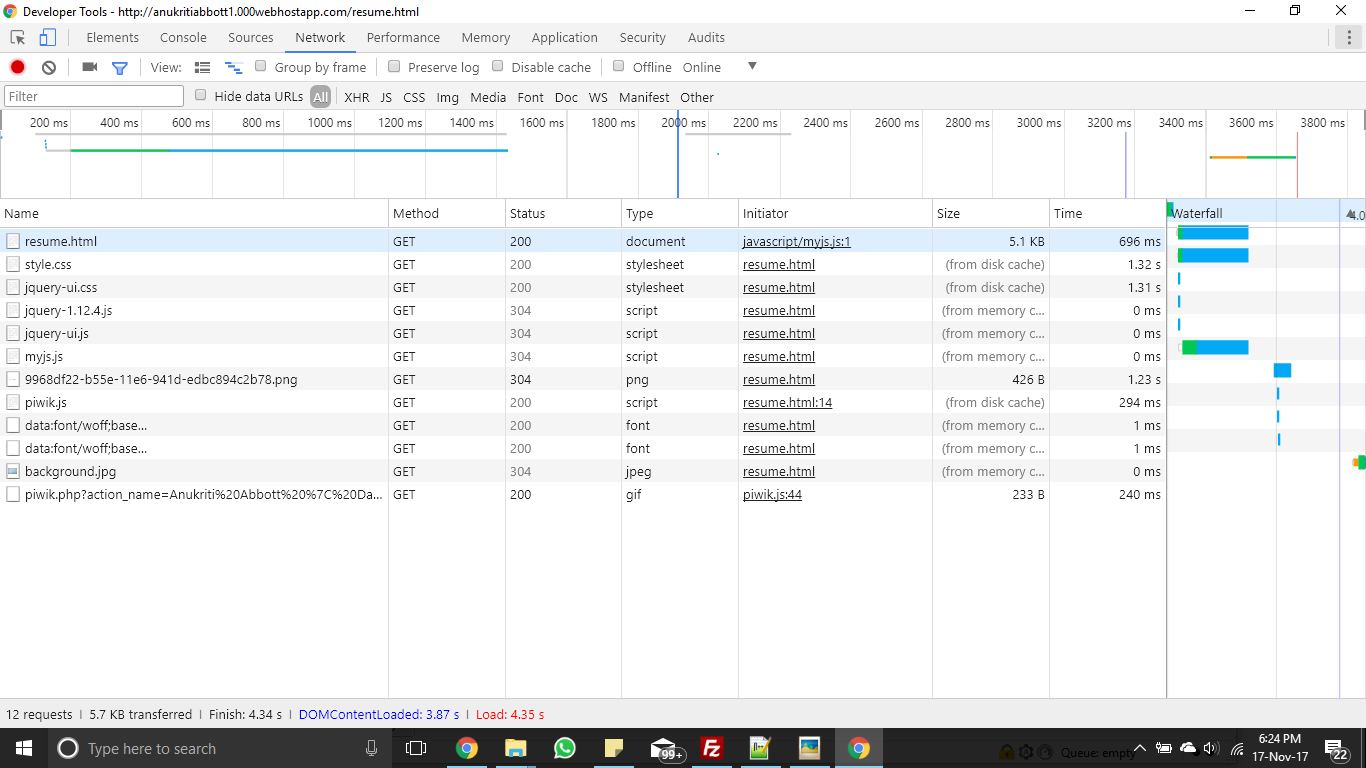 Developer Tools - http://anukritiabbott1.000webhostapp.com/resume.html
Elements Console Sources Network Performance Memory Application Security Audits
View: Group by frame Preserve log Disable cache Offline Online
Filter Hide data URLs All XHR JS CSS Img Media Font Doc WS Manifest Other
200 ms 400 ms 600 ms 800 ms 1000 ms 1200 ms 1400 ms 1600 ms 1800 ms 2000 ms 2200 ms 2400 ms 2600 ms 2800 ms 3000 ms 3200 ms 3400 ms 3600 ms 3800 ms
Name Method Status Type Initiator Size Time Waterfall 4.0
resume.html GET 200 document javascript/myjs.js:1 5.1 KB 696 ms
style.css GET 200 stylesheet resume.html (from disk cache) 1.32 s
jquery-ui.css GET 200 stylesheet resume.html (from disk cache) 1.31 s
jquery-1.12.4.js GET 304 script resume.html (from memory c... 0 ms
jquery-ui.js GET 304 script resume.html (from memory c... 0 ms
myjs.js GET 304 script resume.html (from memory c... 0 ms
9968df22-b55e-11e6-941d-edbc894c2b78.png GET 304 png resume.html 426 B 1.23 s
piwik.js GET 200 script resume.html:14 (from disk cache) 294 ms
data:font/woff;base... GET 200 font resume.html (from memory c... 1 ms
data:font/woff;base... GET 200 font resume.html (from memory c... 1 ms
background.jpg GET 304 jpeg resume.html (from memory c... 0 ms
piwik.php?action_name=Anukriti%20Abbott%20%7C%20Da... GET 200 gif piwik.js:44 233 B 240 ms
12 requests | 5.7 KB transferred | Finish: 4.34 s | DOMContentLoaded: 3.87 s | Load: 4.35 s
Type here to search 99+ Queue: empty 6:24 PM
17-Nov-17 22